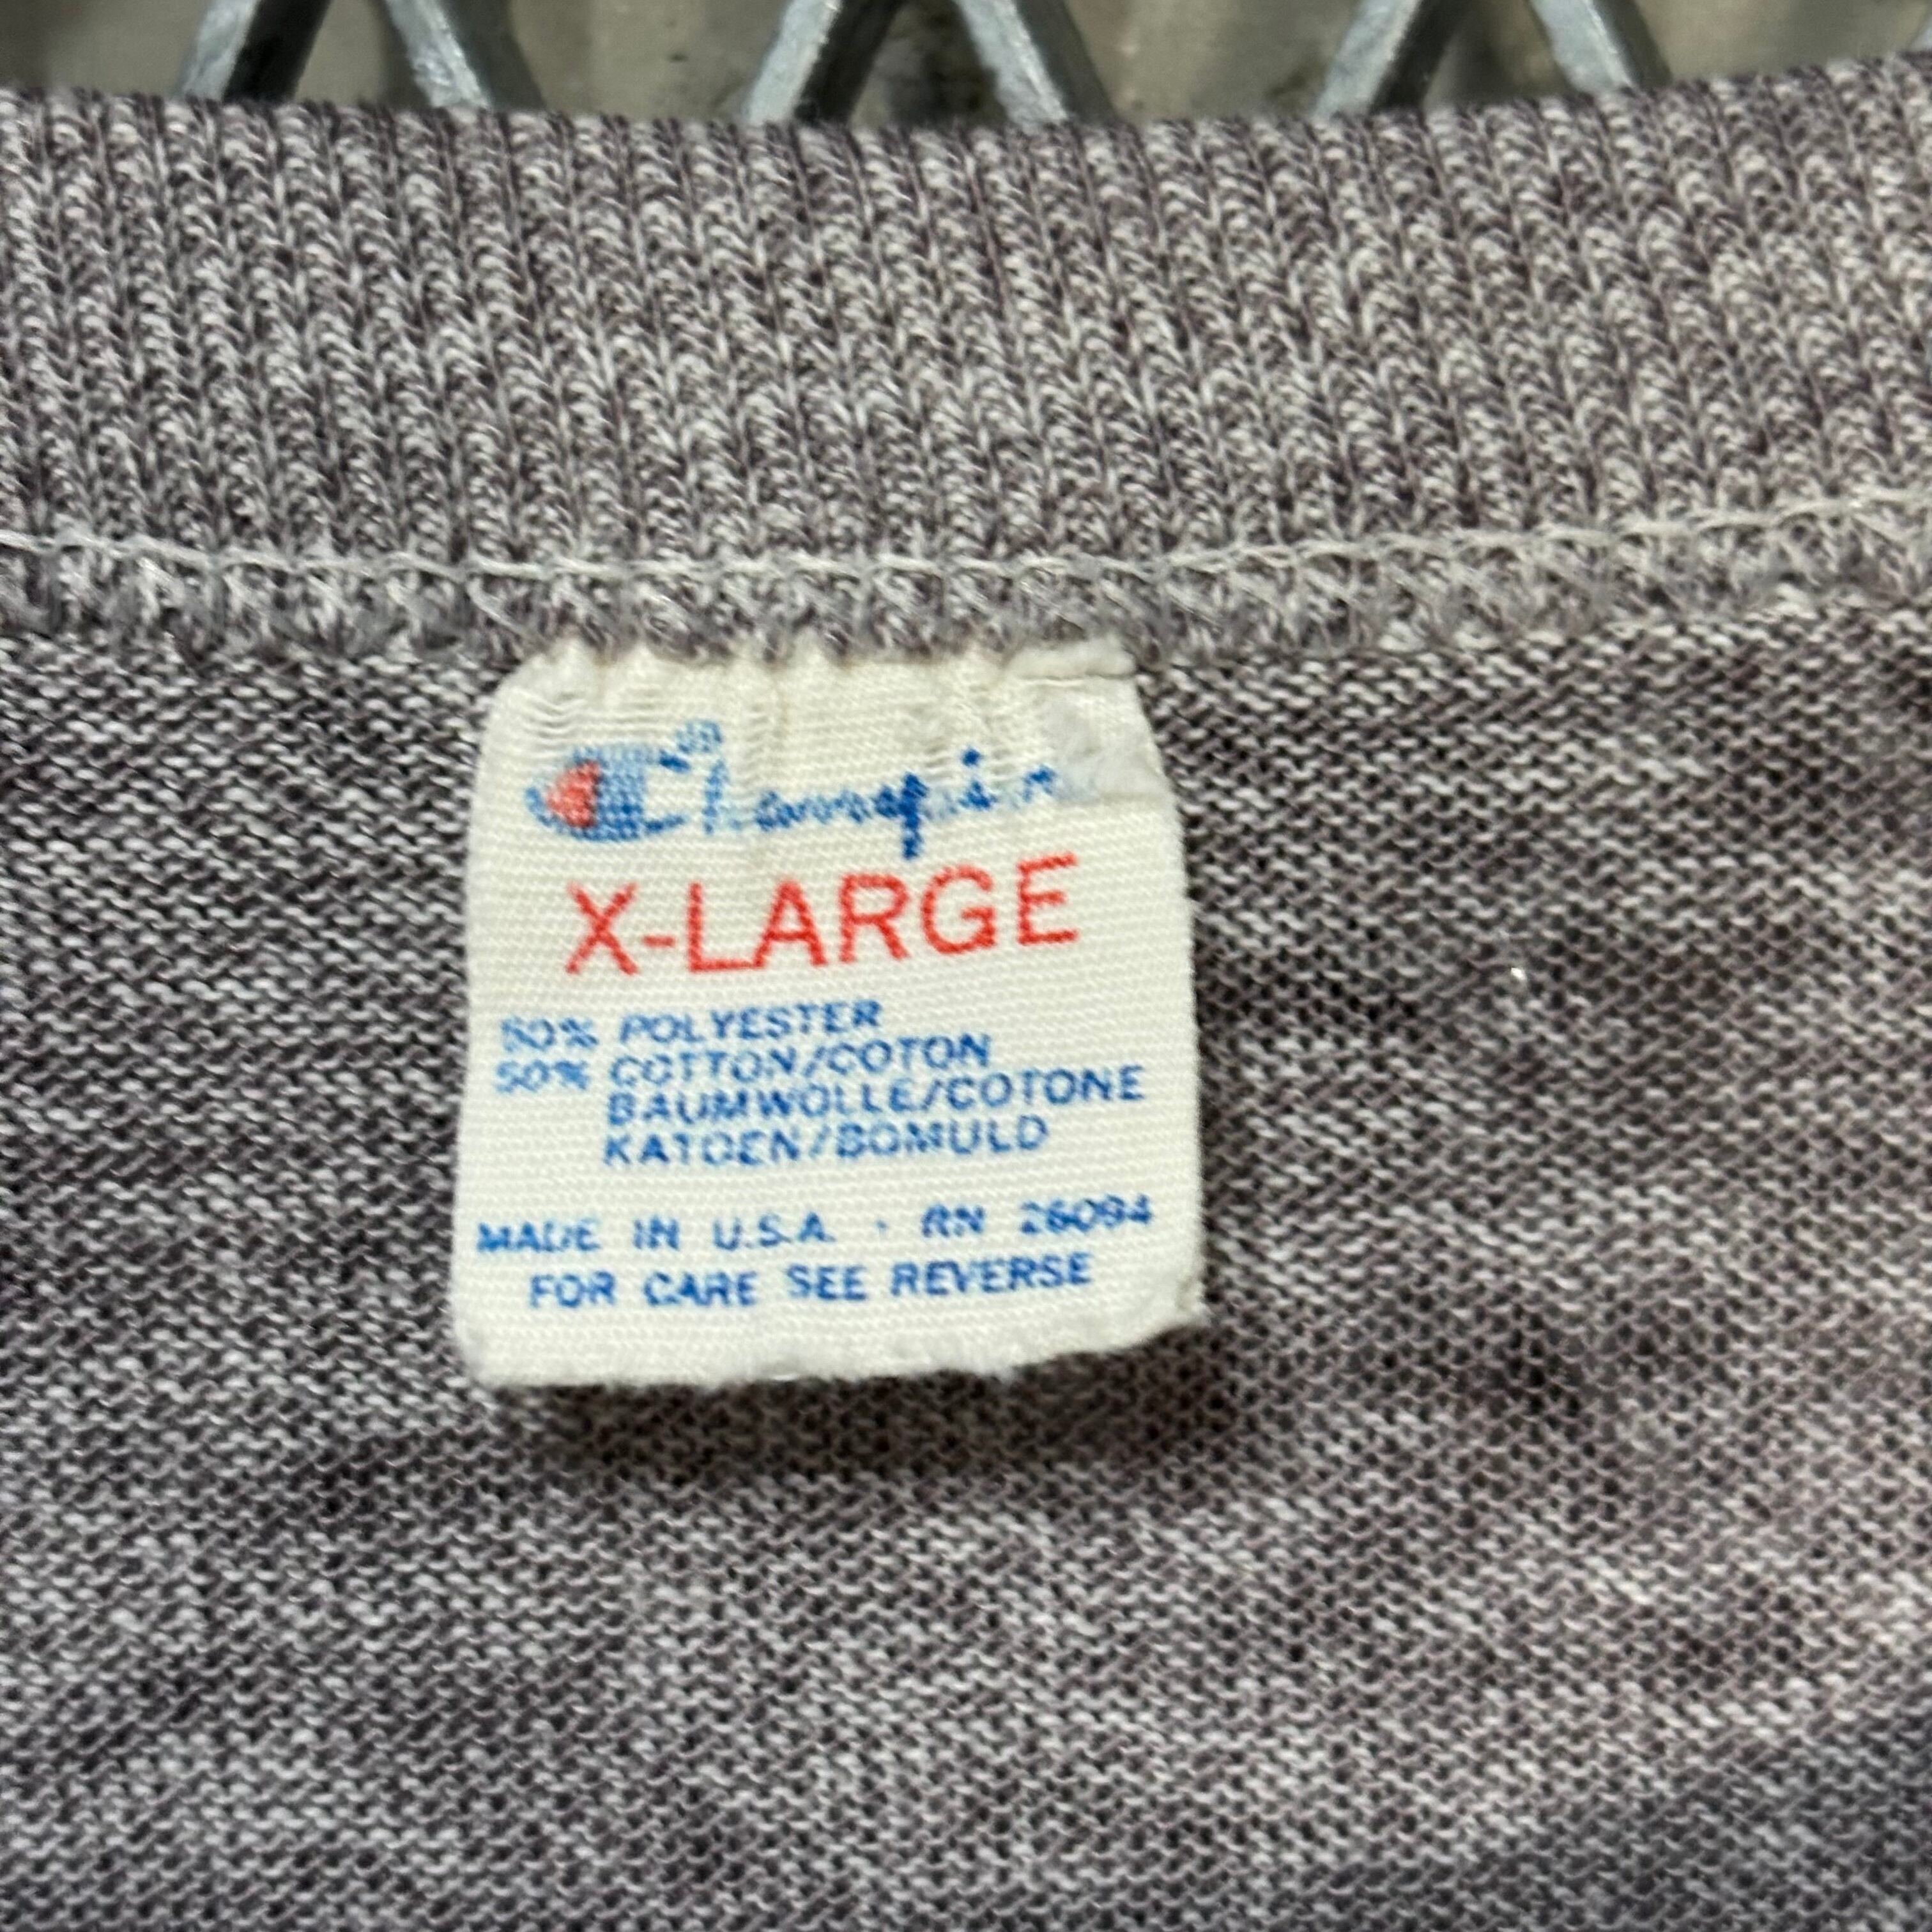 Champion
X-LARGE
50% POLYESTER
50% COTTON/COTON
BAUMWOLLE/COTONE
KATOEN/BOMULD
MADE IN U.S.A. · RN 26094
FOR CARE SEE REVERSE